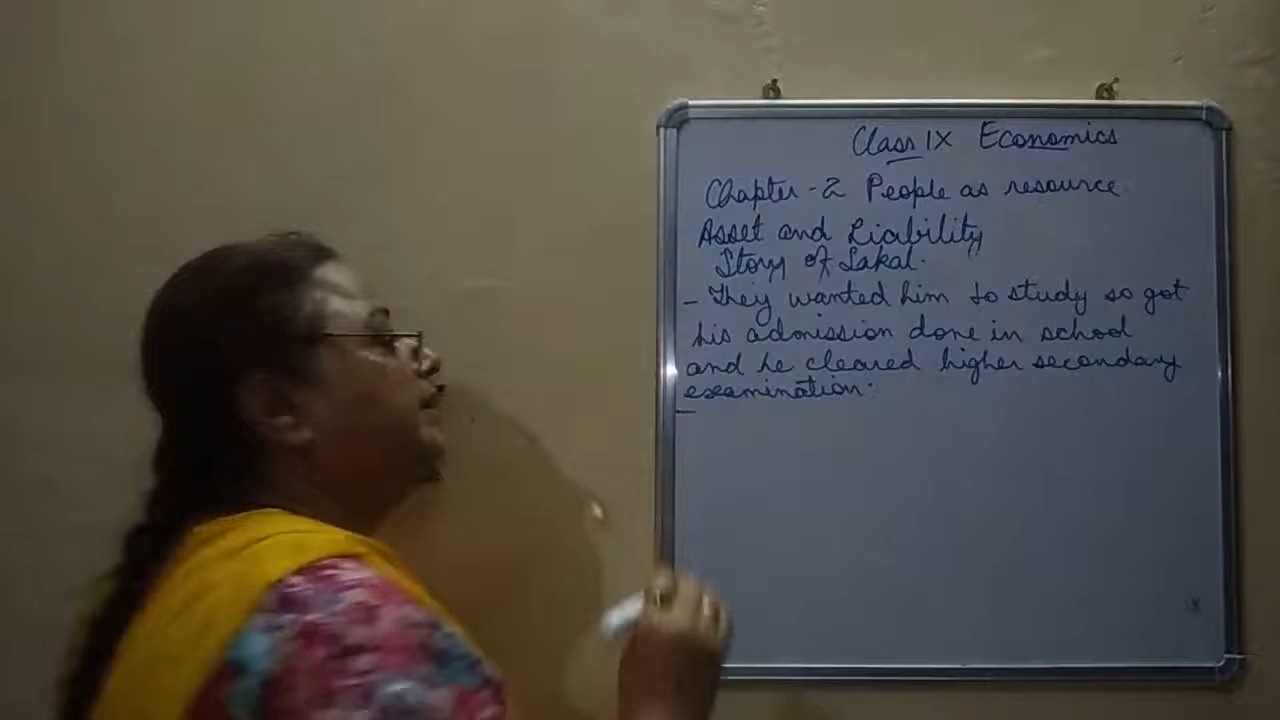 Class IX Economics
Chapter - 2 People as resource.
Asset and Liability
Story of Sakal.
- They wanted him to study so got
his admission done in school
and he cleared higher secondary
examination.
-